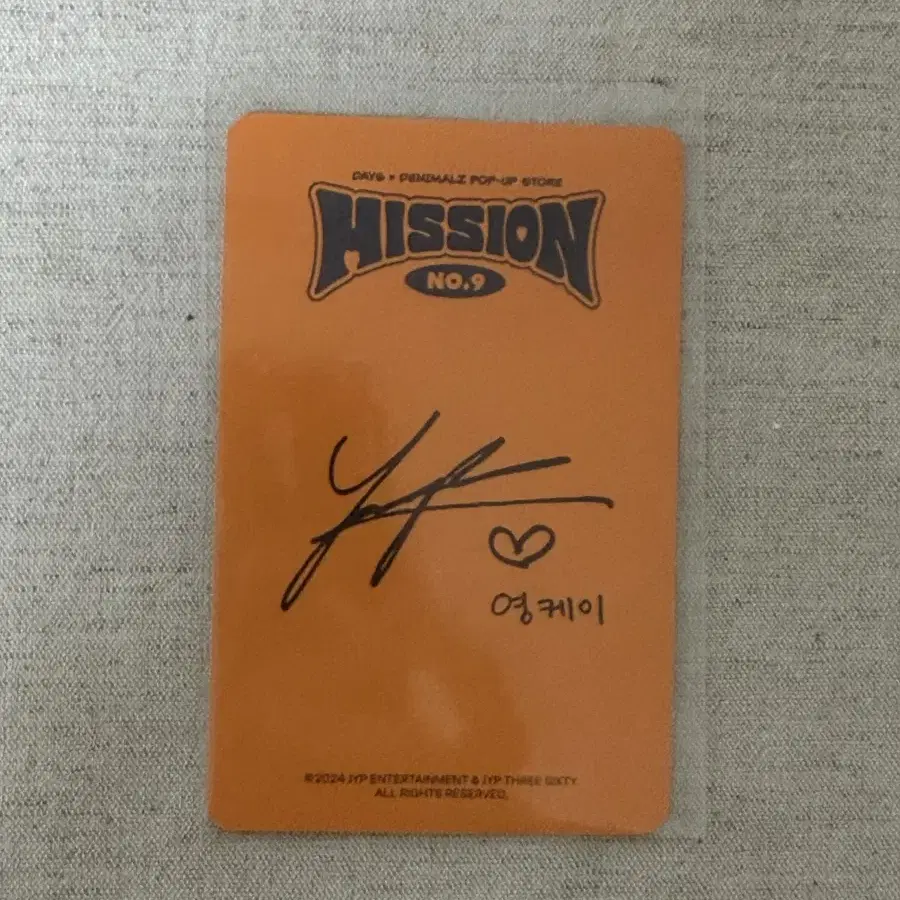 DAY6 × DENIMALZ POP-UP STORE
MISSION
NO.9
영케이
©2024 JYP ENTERTAINMENT & JYP THREE SIXTY
ALL RIGHTS RESERVED.